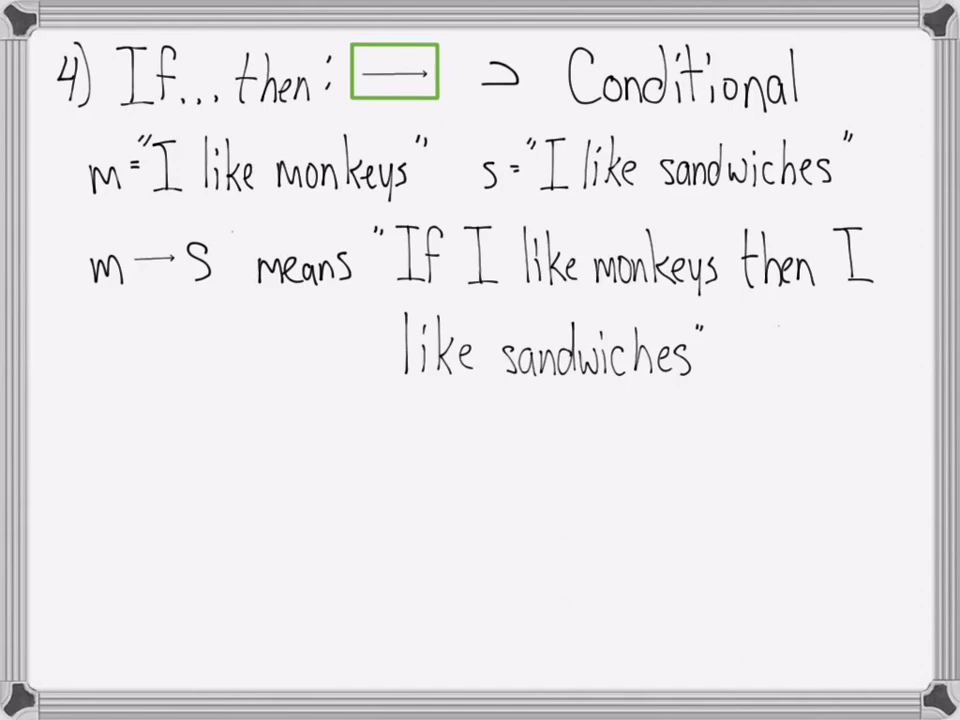 4) If... then: → ⊃ Conditional
m = "I like monkeys" s = "I like sandwiches"
m → s means "If I like monkeys then I
like sandwiches"